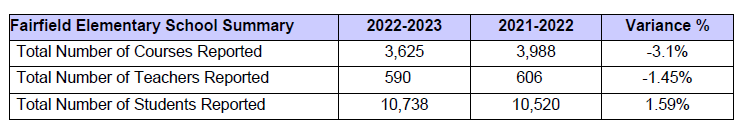 Fairfield Elementary School Summary 2022-2023 2021-2022 Variance %
Total Number of Courses Reported 3,625 3,988 -3.1%
Total Number of Teachers Reported 590 606 -1.45%
Total Number of Students Reported 10,738 10,520 1.59%